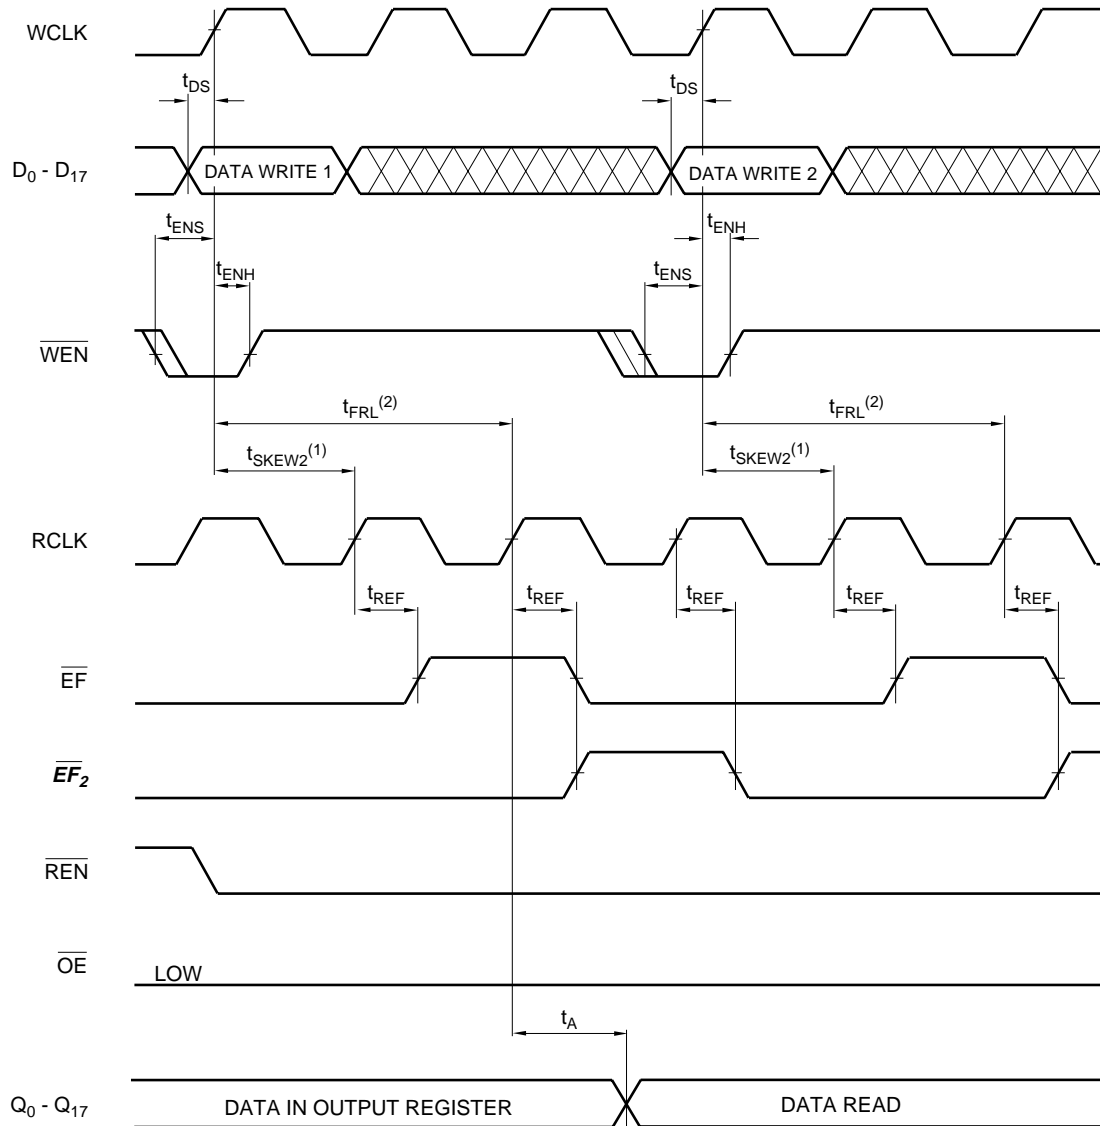 WCLK
tDS tDS
D0 - D17 DATA WRITE 1 DATA WRITE 2
tENS tENH
tENH tENS
WEN
tFRL(2) tFRL(2)
tSKEW2(1) tSKEW2(1)
RCLK
tREF tREF tREF tREF tREF
EF
EF2
REN
OE LOW
tA
Q0 - Q17 DATA IN OUTPUT REGISTER DATA READ